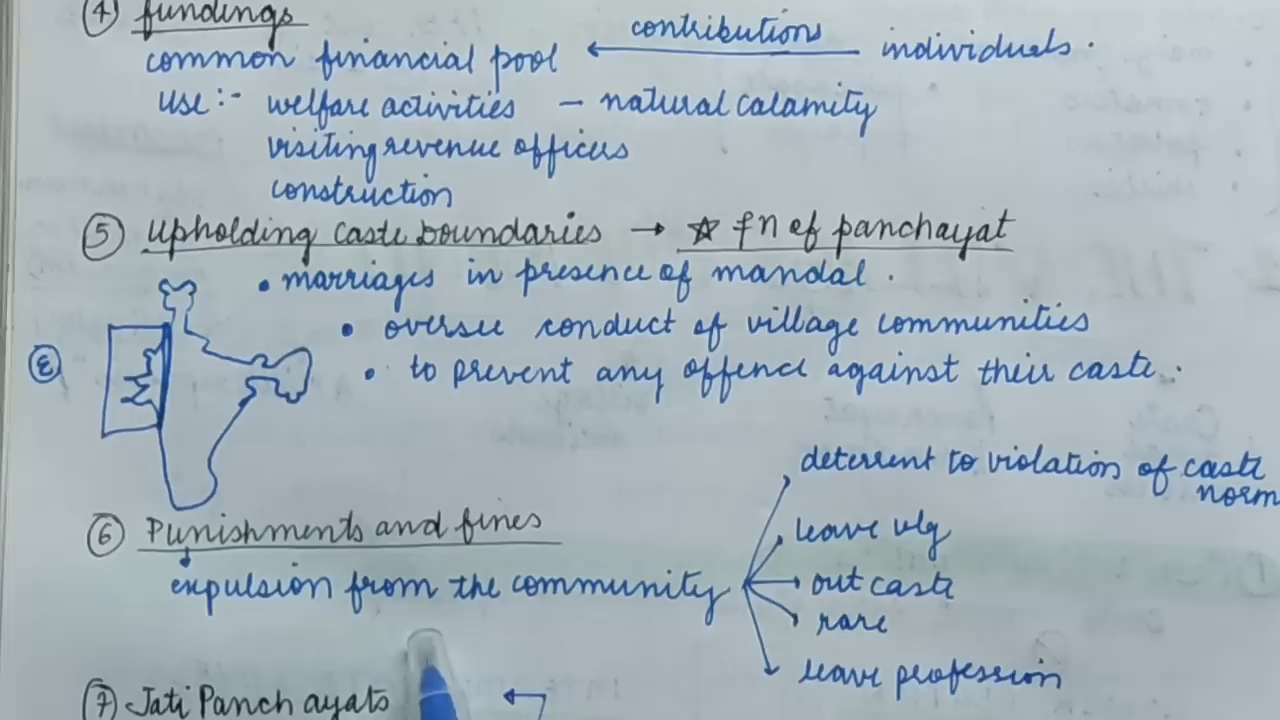 ④ fundings
common financial pool ← contributions individuals.
use :- welfare activities – natural calamity
visiting revenue officers
construction
⑤ Upholding caste boundaries → ☆ fn of panchayat
• marriages in presence of mandal.
• oversee conduct of village communities
• to prevent any offence against their caste.
⑥ Punishments and fines
expulsion from the community
deterrent to violation of caste
norm
leave vlg
out caste
rare
leave profession
⑦ Jati Panchayats